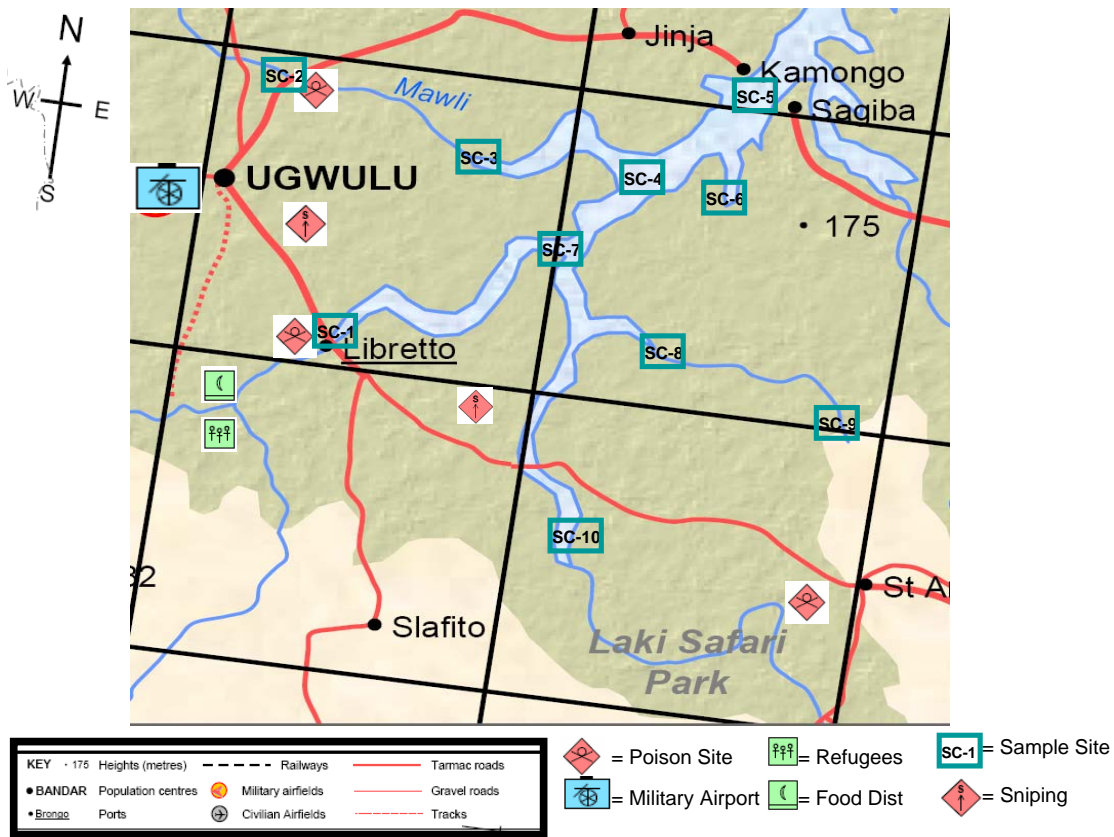 N
W
E
S
Jinja
Kamongo
SC-2
SC-5
Saqiba
Mawli
SC-3
SC-4
UGWULU
SC-6
S
175
SC-7
SC-1
Libretto
SC-8
S
SC-9
SC-10
32
St A
Slafito
Laki Safari
Park
KEY · 175 Heights (metres) Railways Tarmac roads
BANDAR Population centres Military airfields Gravel roads
Brongo Ports Civilian Airfields Tracks
= Poison Site
= Refugees
SC-1 = Sample Site
= Military Airport
= Food Dist
S = Sniping